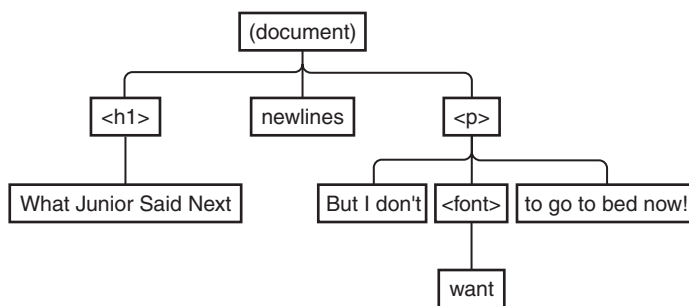 (document)
<h1>
newlines
<p>
What Junior Said Next
But I don't
<font>
to go to bed now!
want